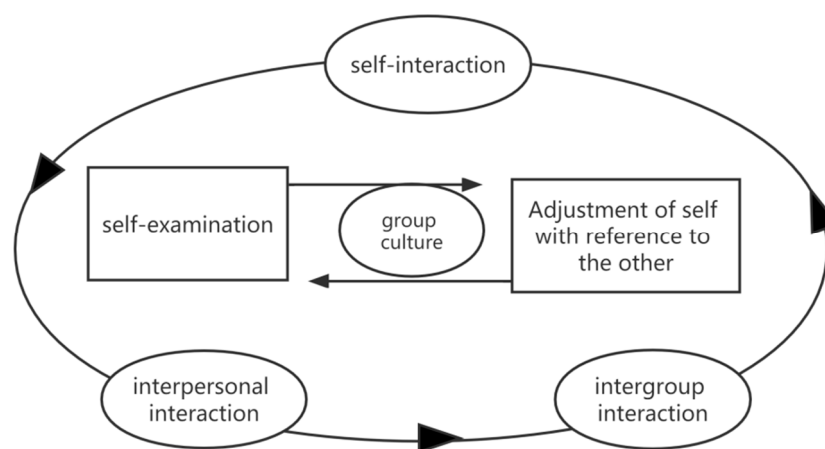 self-interaction
self-examination
group
culture
Adjustment of self
with reference to
the other
interpersonal
interaction
intergroup
interaction